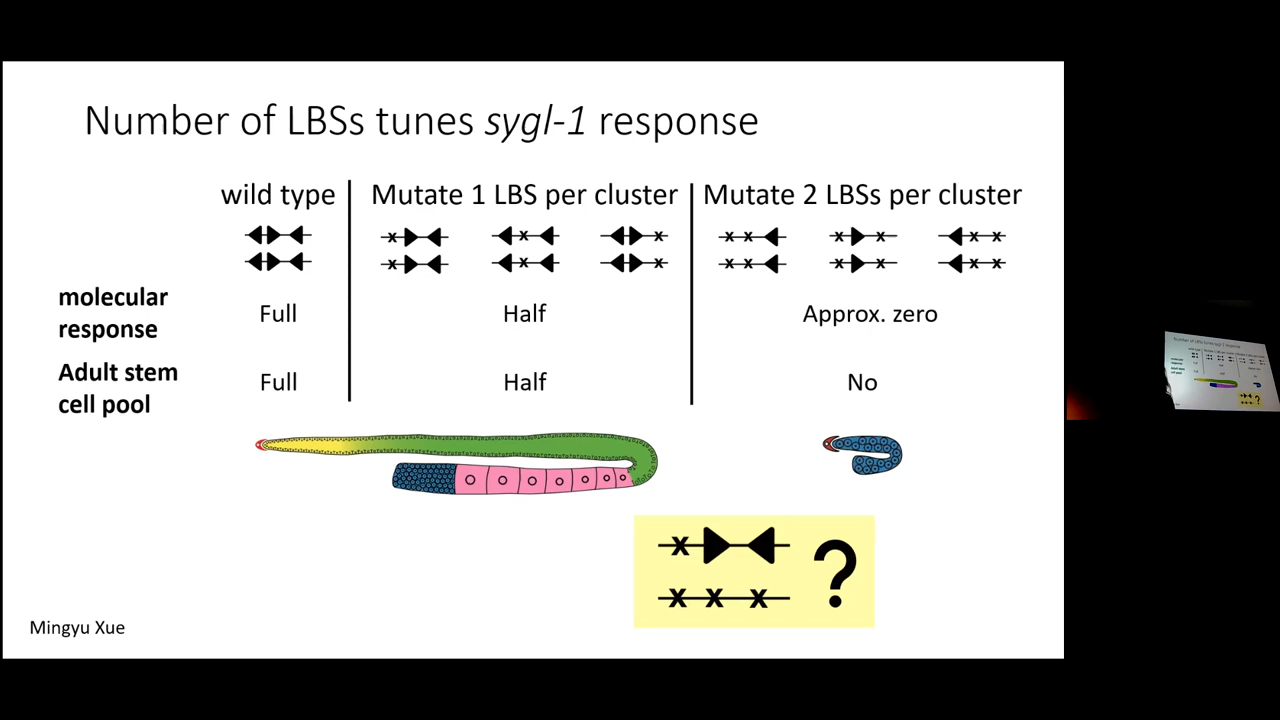 Number of LBSs tunes sygl-1 response
wild type
Mutate 1 LBS per cluster
Mutate 2 LBSs per cluster
molecular
response
Full
Half
Approx. zero
Adult stem
cell pool
Full
Half
No
x
x x x
?
Mingyu Xue